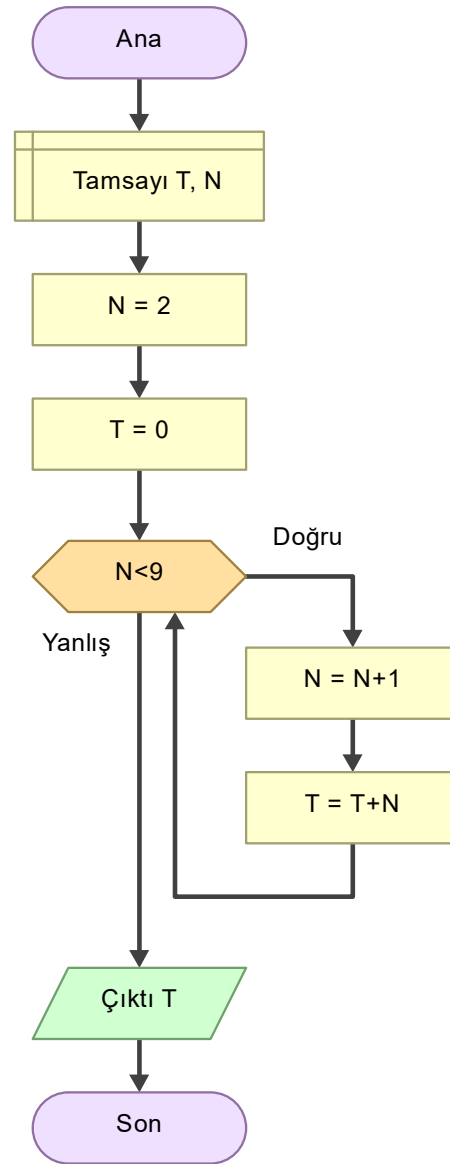 Ana
Tamsayı T, N
N = 2
T = 0
N<9
Doğru
Yanlış
N = N+1
T = T+N
Çıktı T
Son